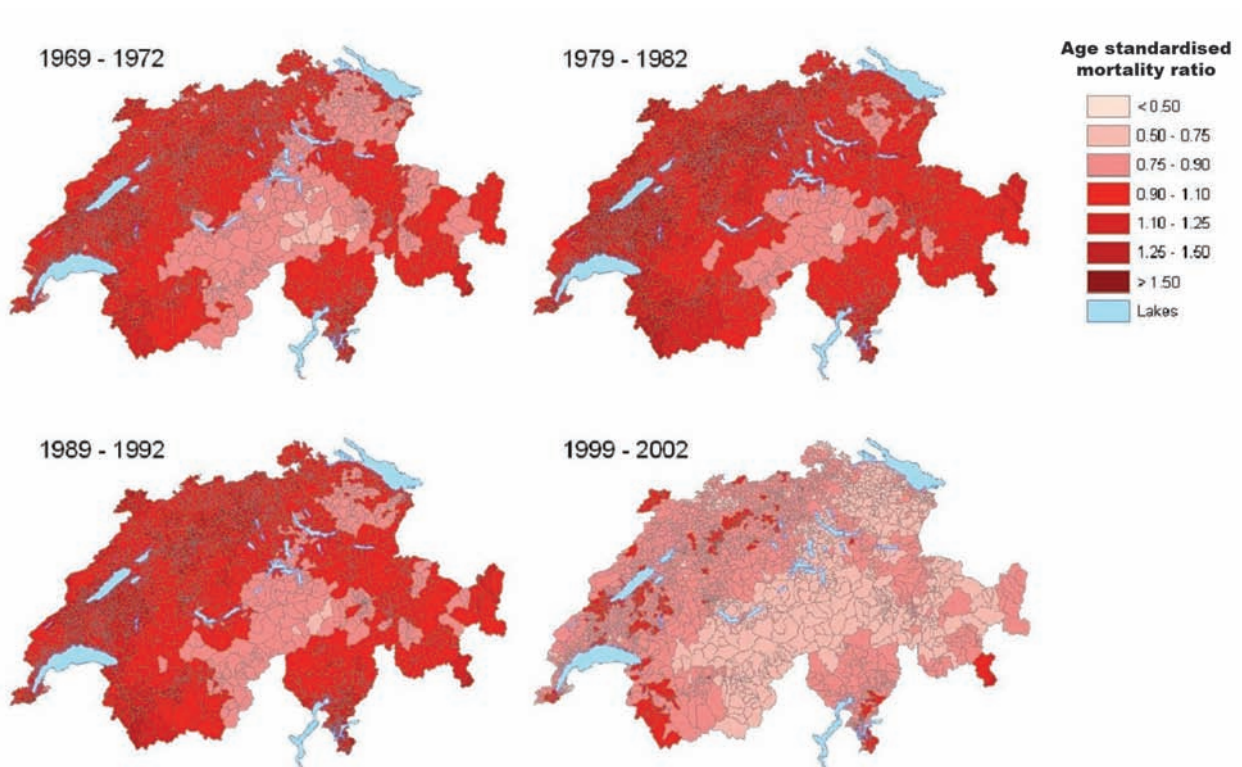 1969 - 1972
1979 - 1982
Age standardised
mortality ratio
< 0.50
0.50 - 0.75
0.75 - 0.90
0.90 - 1.10
1.10 - 1.25
1.25 - 1.50
> 1.50
Lakes
1989 - 1992
1999 - 2002